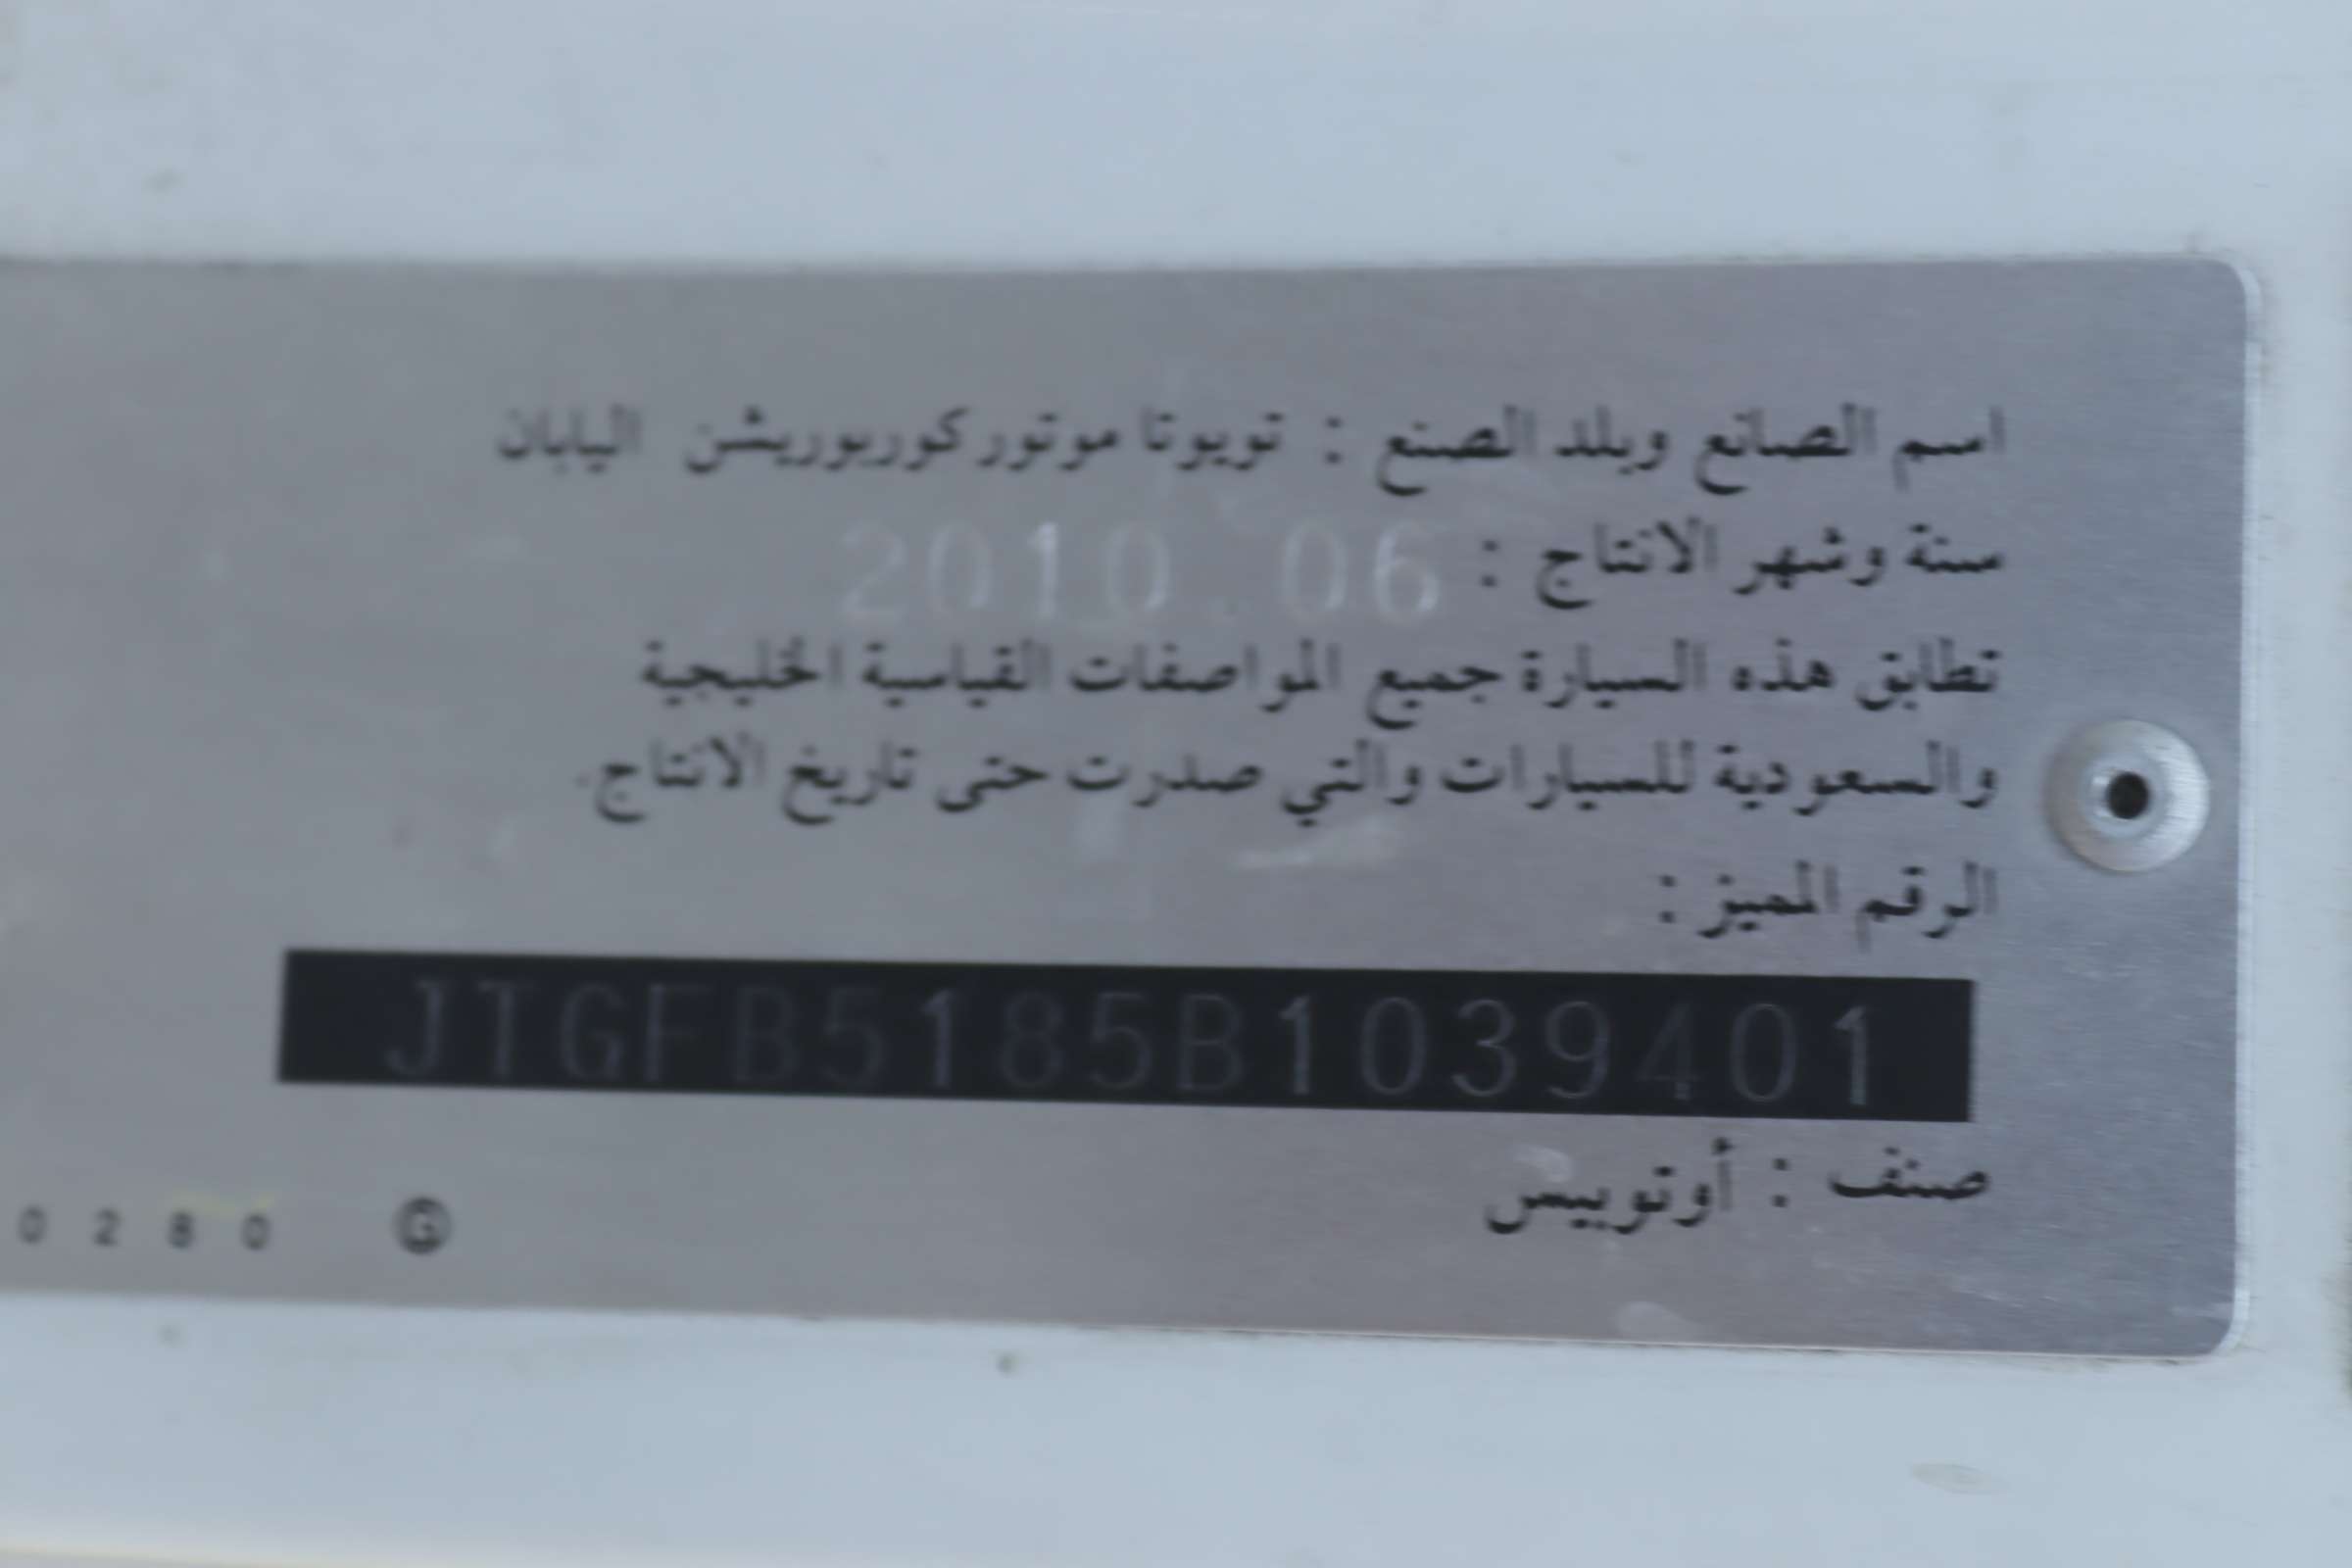 اسم الصانع وبلد الصنع : تويوتا موتور كوربوريشن اليابان
سنة وشهر الانتاج : 2010.06
تطابق هذه السيارة جميع المواصفات القياسية الخليجية
والسعودية للسيارات والتي صدرت حتى تاريخ الانتاج.
الرقم المميز :
JTGFB5185B1039401
صنف : أوتوبيس
0280 G